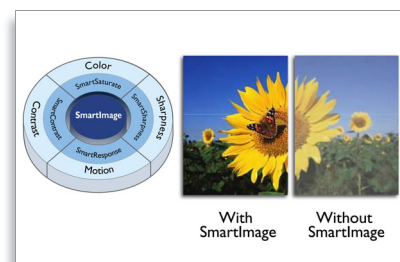 Color
SmartSaturate
Contrast
SmartContrast
SmartImage
SmartSharpness
Sharpness
SmartResponse
Motion
With
SmartImage
Without
SmartImage